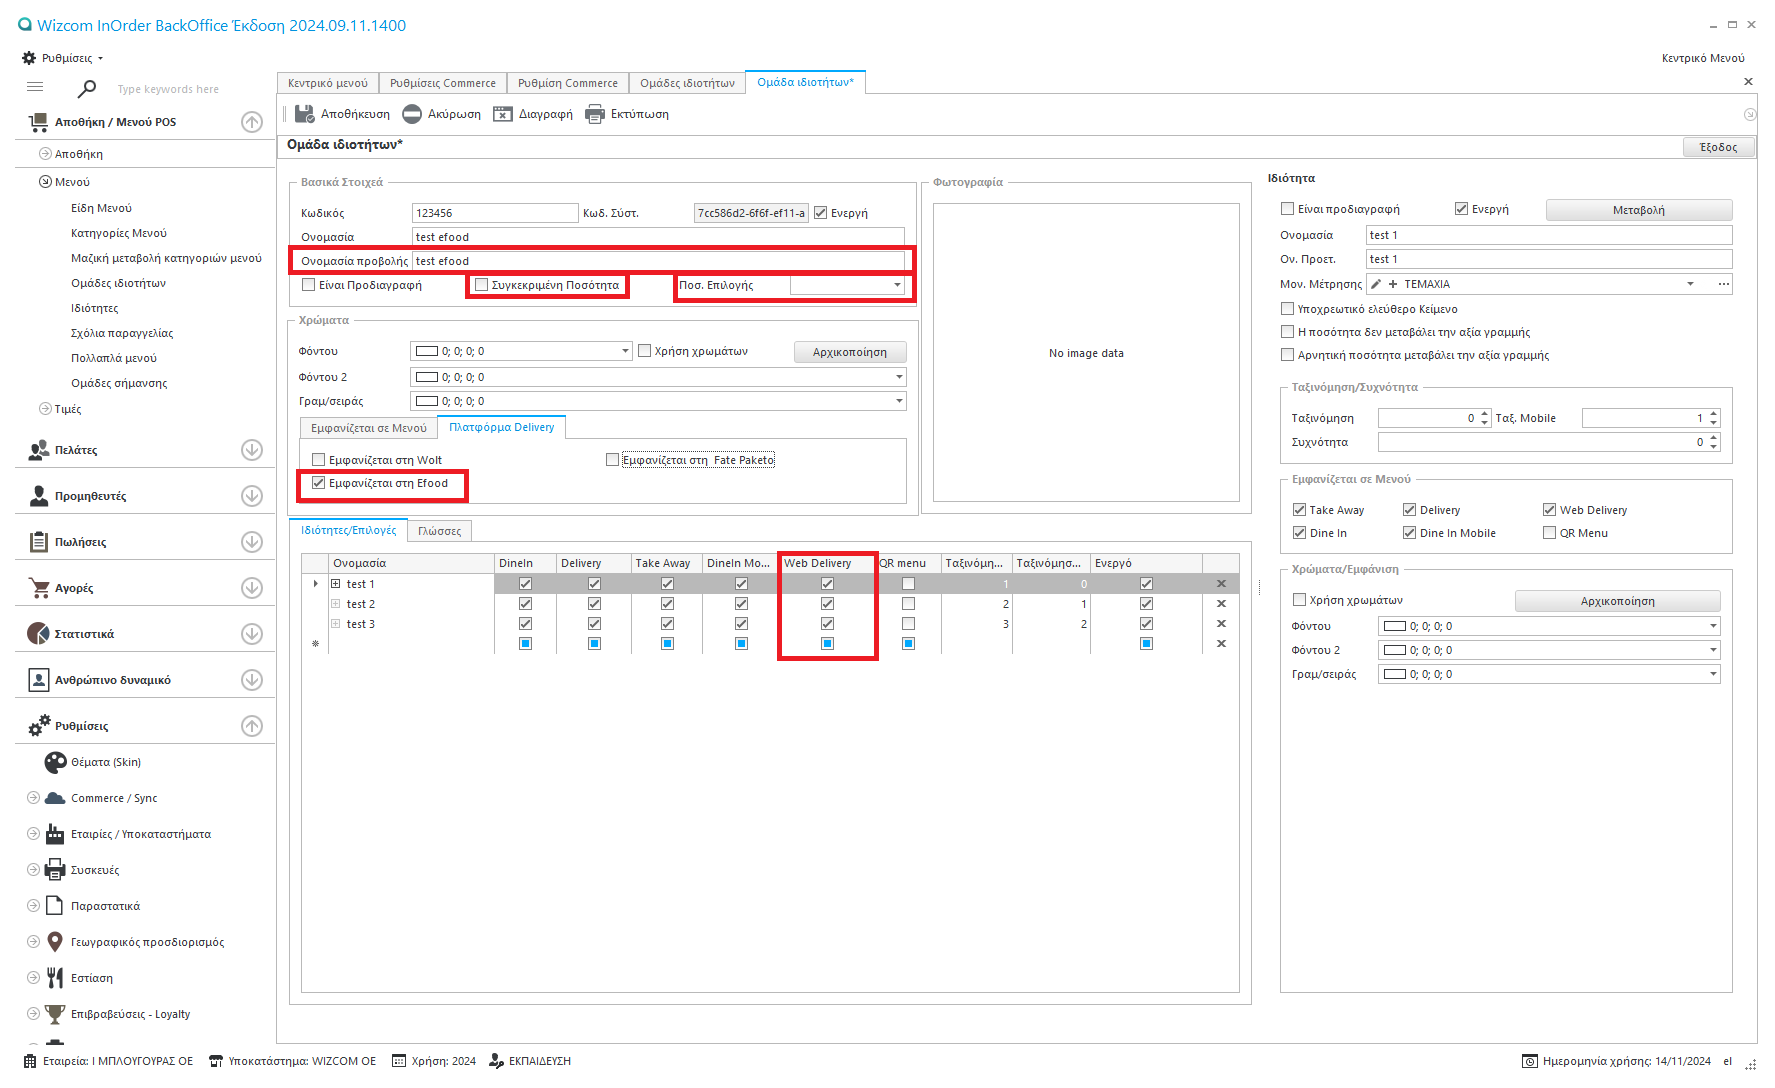 Wizcom InOrder BackOffice Έκδοση 2024.09.11.1400
Ρυθμίσεις
Κεντρικό Μενού
Type keywords here
Κεντρικό μενού
Ρυθμίσεις Commerce
Ρυθμίση Commerce
Ομάδες ιδιοτήτων
Ομάδα ιδιοτήτων*
Αποθήκευση
Ακύρωση
Διαγραφή
Εκτύπωση
Ομάδα ιδιοτήτων*
Έξοδος
Αποθήκη / Μενού POS
Αποθήκη
Μενού
Είδη Μενού
Κατηγορίες Μενού
Μαζική μεταβολή κατηγοριών μενού
Ομάδες ιδιοτήτων
Ιδιότητες
Σχόλια παραγγελίας
Πολλαπλά μενού
Ομάδες σήμανσης
Τιμές
Πελάτες
Προμηθευτές
Πωλήσεις
Αγορές
Στατιστικά
Ανθρώπινο δυναμικό
Ρυθμίσεις
Θέματα (Skin)
Commerce / Sync
Εταιρίες / Υποκαταστήματα
Συσκευές
Παραστατικά
Γεωγραφικός προσδιορισμός
Εστίαση
Επιβραβεύσεις - Loyalty
Βασικά Στοιχεά
Κωδικός 123456 Κωδ. Σύστ. 7cc586d2-6f6f-ef11-a Ενεργή
Ονομασία test efood
Ονομασία προβολής test efood
Είναι Προδιαγραφή Συγκεκριμένη Ποσότητα Ποσ. Επιλογής
Χρώματα
Φόντου 0; 0; 0; 0 Χρήση χρωμάτων Αρχικοποίηση
Φόντου 2 0; 0; 0; 0
Γραμ/σειράς 0; 0; 0; 0
Εμφανίζεται σε Μενού Πλατφόρμα Delivery
Εμφανίζεται στη Wolt Εμφανίζεται στη Fate Paketo
Εμφανίζεται στη Efood
Φωτογραφία
No image data
Ιδιότητες/Επιλογές Γλώσσες
Ονομασία DineIn Delivery Take Away DineIn Mo... Web Delivery QR menu Ταξινόμη... Ταξινόμησ... Ενεργό
test 1 1 0
test 2 2 1
test 3 3 2
Ιδιότητα
Είναι προδιαγραφή Ενεργή Μεταβολή
Ονομασία test 1
Ον. Προετ. test 1
Μον. Μέτρησης ΤΕΜΑΧΙΑ
Υποχρεωτικό ελεύθερο Κείμενο
Η ποσότητα δεν μεταβάλει την αξία γραμμής
Αρνητική ποσότητα μεταβάλει την αξία γραμμής
Ταξινόμηση/Συχνότητα
Ταξινόμηση 0 Ταξ. Mobile 1
Συχνότητα 0
Εμφανίζεται σε Μενού
Take Away Delivery Web Delivery
Dine In Dine In Mobile QR Menu
Χρώματα/Εμφάνιση
Χρήση χρωμάτων Αρχικοποίηση
Φόντου 0; 0; 0; 0
Φόντου 2 0; 0; 0; 0
Γραμ/σειράς 0; 0; 0; 0
Εταιρεία: Ι ΜΠΛΟΥΓΟΥΡΑΣ ΟΕ Υποκατάστημα: WIZCOM ΟΕ Χρήση: 2024 ΕΚΠΑΙΔΕΥΣΗ Ημερομηνία χρήσης: 14/11/2024 el